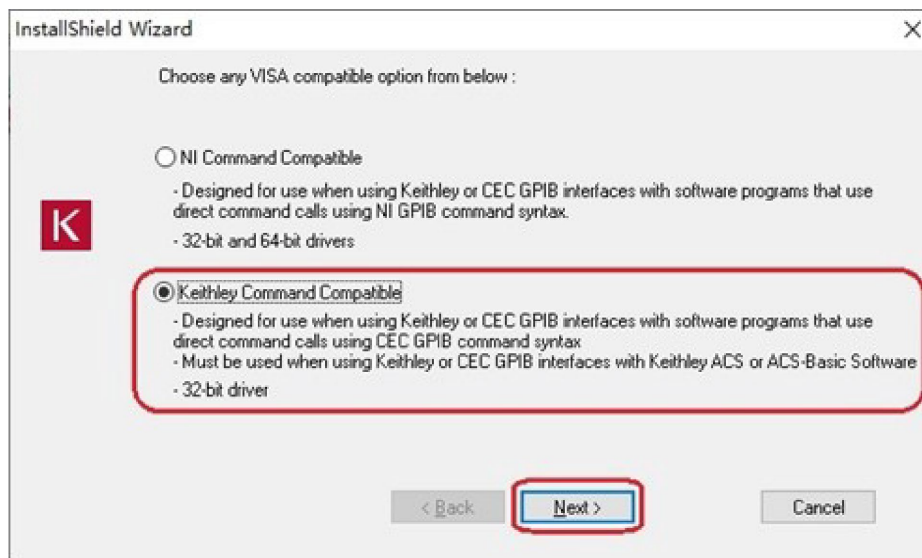 InstallShield Wizard
Choose any VISA compatible option from below :
NI Command Compatible
- Designed for use when using Keithley or CEC GPIB interfaces with software programs that use
direct command calls using NI GPIB command syntax.
- 32-bit and 64-bit drivers
K
Keithley Command Compatible
- Designed for use when using Keithley or CEC GPIB interfaces with software programs that use
direct command calls using CEC GPIB command syntax
- Must be used when using Keithley or CEC GPIB interfaces with Keithley ACS or ACS-Basic Software
- 32-bit driver
< Back
Next >
Cancel